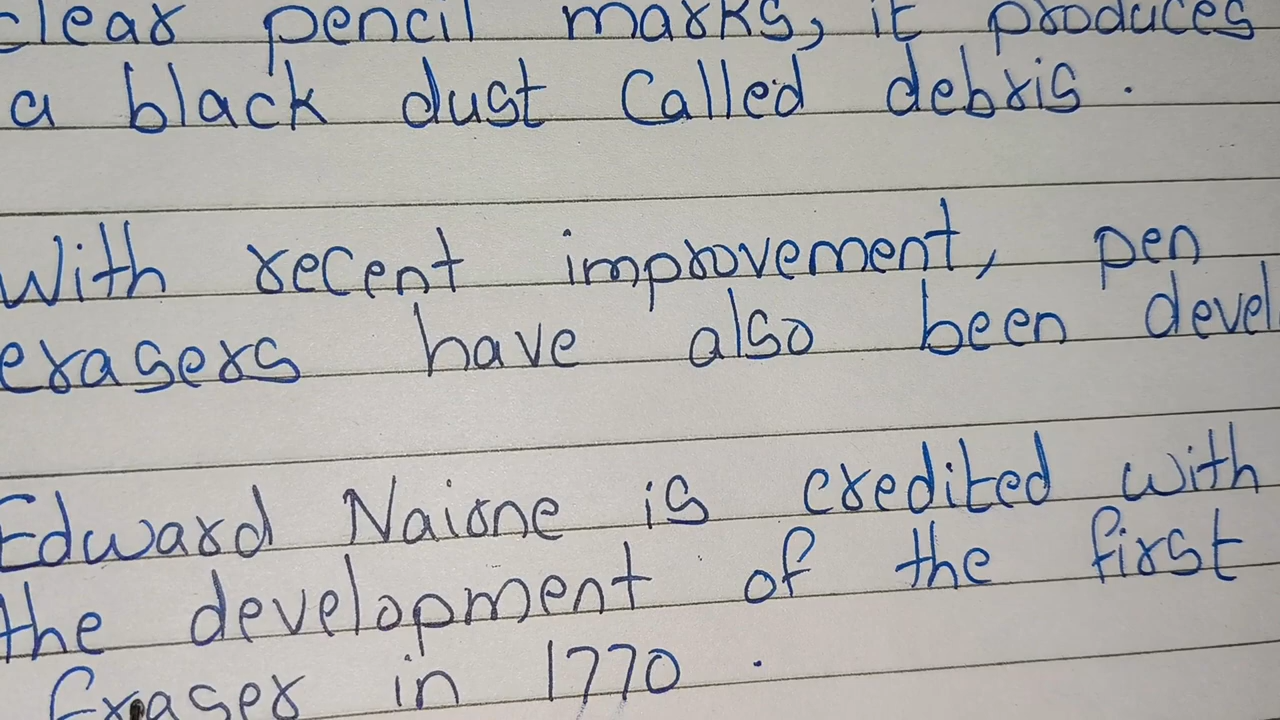 clear pencil marks, it produces
a black dust called debris.
With recent improvement, pen
erasers have also been devel
Edward Nairne is credited with
the development of the first
Eraser in 1770.